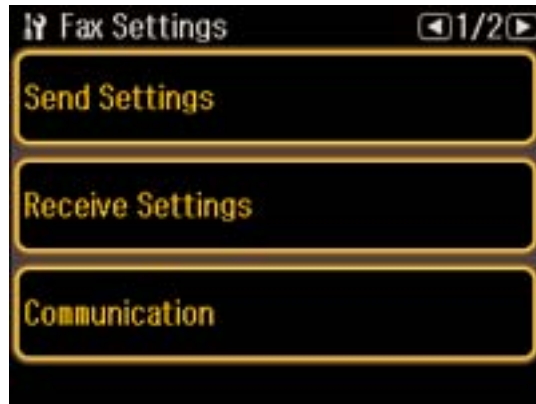 Fax Settings ◀1/2▶
Send Settings
Receive Settings
Communication